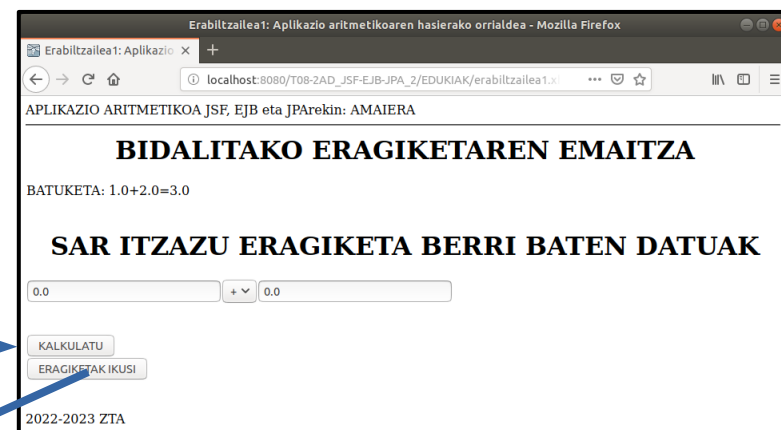 Erabiltzailea1: Aplikazio aritmetikoaren hasierako orrialdea - Mozilla Firefox
Erabiltzailea1: Aplikazio
localhost:8080/T08-2AD_JSF-EJB-JPA_2/EDUKIAK/erabiltzailea1.x
APLIKAZIO ARITMETIKOA JSF, EJB eta JPArekin: AMAIERA
BIDALITAKO ERAGIKETAREN EMAITZA
BATUKETA: 1.0+2.0=3.0
SAR ITZAZU ERAGIKETA BERRI BATEN DATUAK
0.0 + 0.0
KALKULATU
ERAGIKETAK IKUSI
2022-2023 ZTA